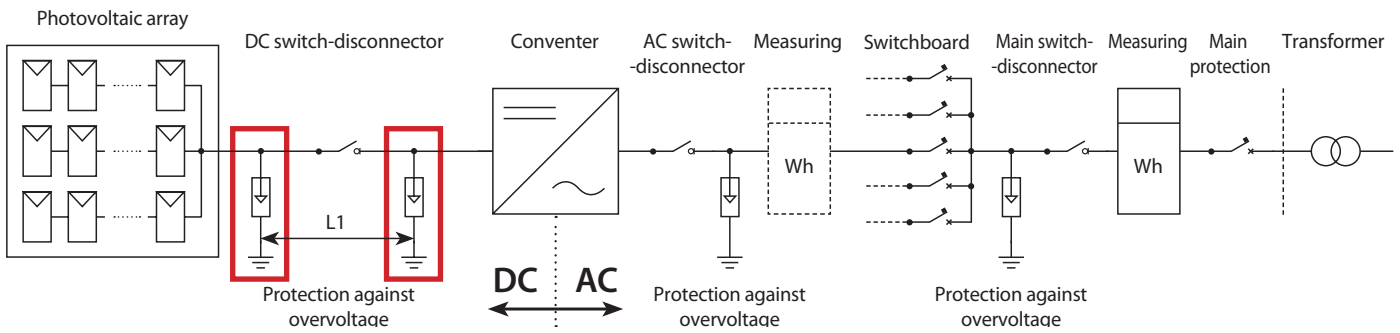 Photovoltaic array
DC switch-disconnector
Conventer
AC switch-
-disconnector
Measuring
Switchboard
Main switch-
-disconnector
Measuring
Main
protection
Transformer
Wh
Wh
L1
DC
AC
Protection against
overvoltage
Protection against
overvoltage
Protection against
overvoltage